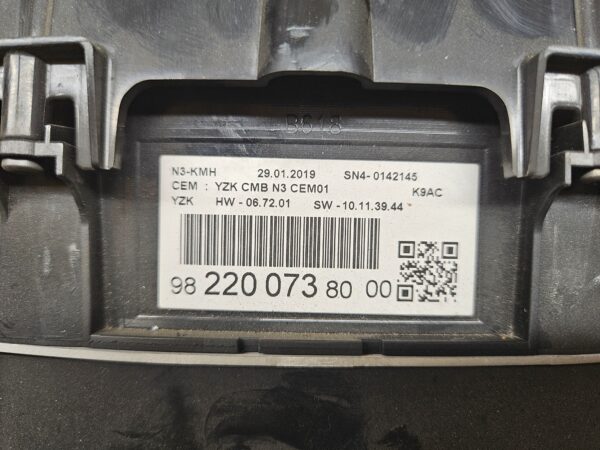 N3-KMH 29.01.2019 SN4- 0142145
CEM : YZK CMB N3 CEM01 K9AC
YZK HW - 06.72.01 SW - 10.11.39.44
98 220 073 80 00